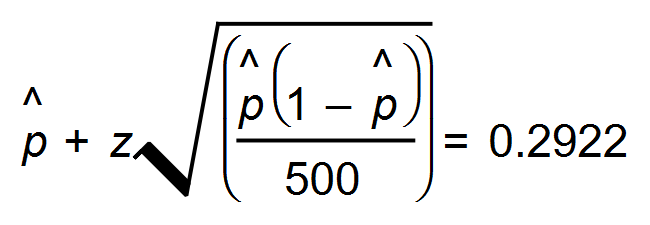 p̂ + z√(p̂(1 – p̂)/500) = 0.2922